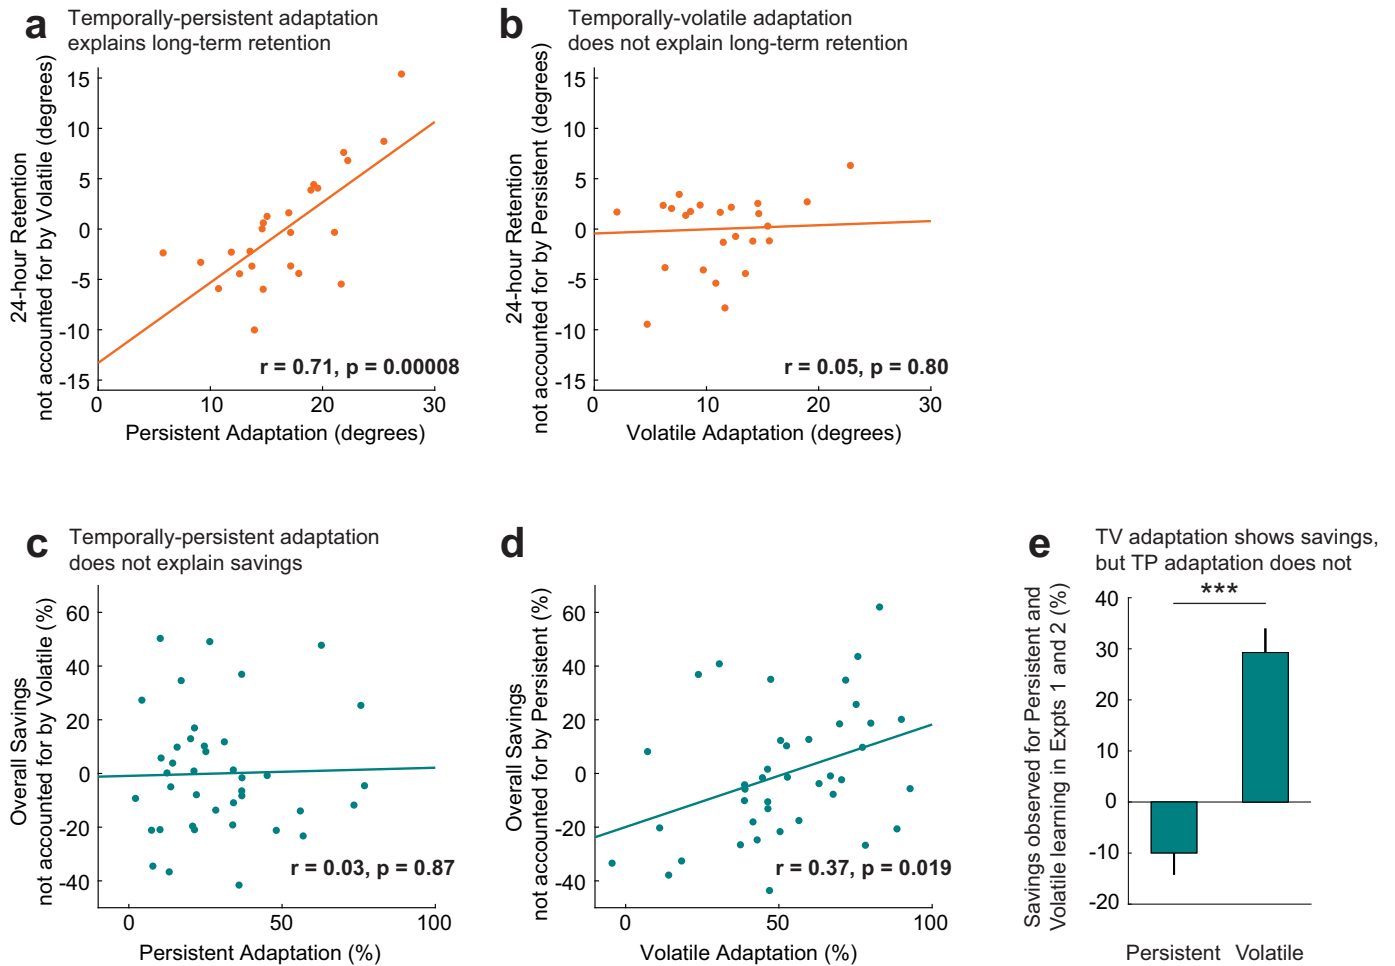 a
Temporally-persistent adaptation
explains long-term retention
24-hour Retention
not accounted for by Volatile (degrees)
15
10
5
0
-5
-10
-15
r = 0.71, p = 0.00008
0
10
20
30
Persistent Adaptation (degrees)
b
Temporally-volatile adaptation
does not explain long-term retention
24-hour Retention
not accounted for by Persistent (degrees)
15
10
5
0
-5
-10
-15
r = 0.05, p = 0.80
0
10
20
30
Volatile Adaptation (degrees)
c
Temporally-persistent adaptation
does not explain savings
Overall Savings
not accounted for by Volatile (%)
60
40
20
0
-20
-40
r = 0.03, p = 0.87
0
50
100
Persistent Adaptation (%)
d
Overall Savings
not accounted for by Persistent (%)
60
40
20
0
-20
-40
r = 0.37, p = 0.019
0
50
100
Volatile Adaptation (%)
e
TV adaptation shows savings,
but TP adaptation does not
Savings observed for Persistent and
Volatile learning in Expts 1 and 2 (%)
***
40
30
20
10
0
-10
-20
Persistent
Volatile